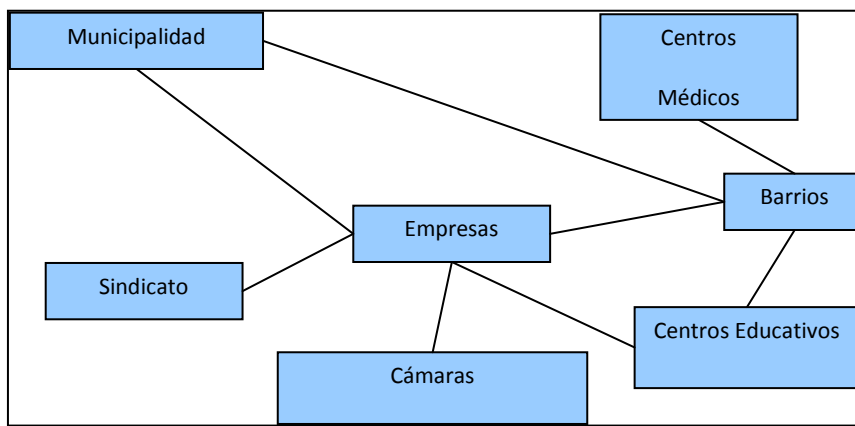 Municipalidad
Centros
Médicos
Barrios
Empresas
Sindicato
Centros Educativos
Cámaras